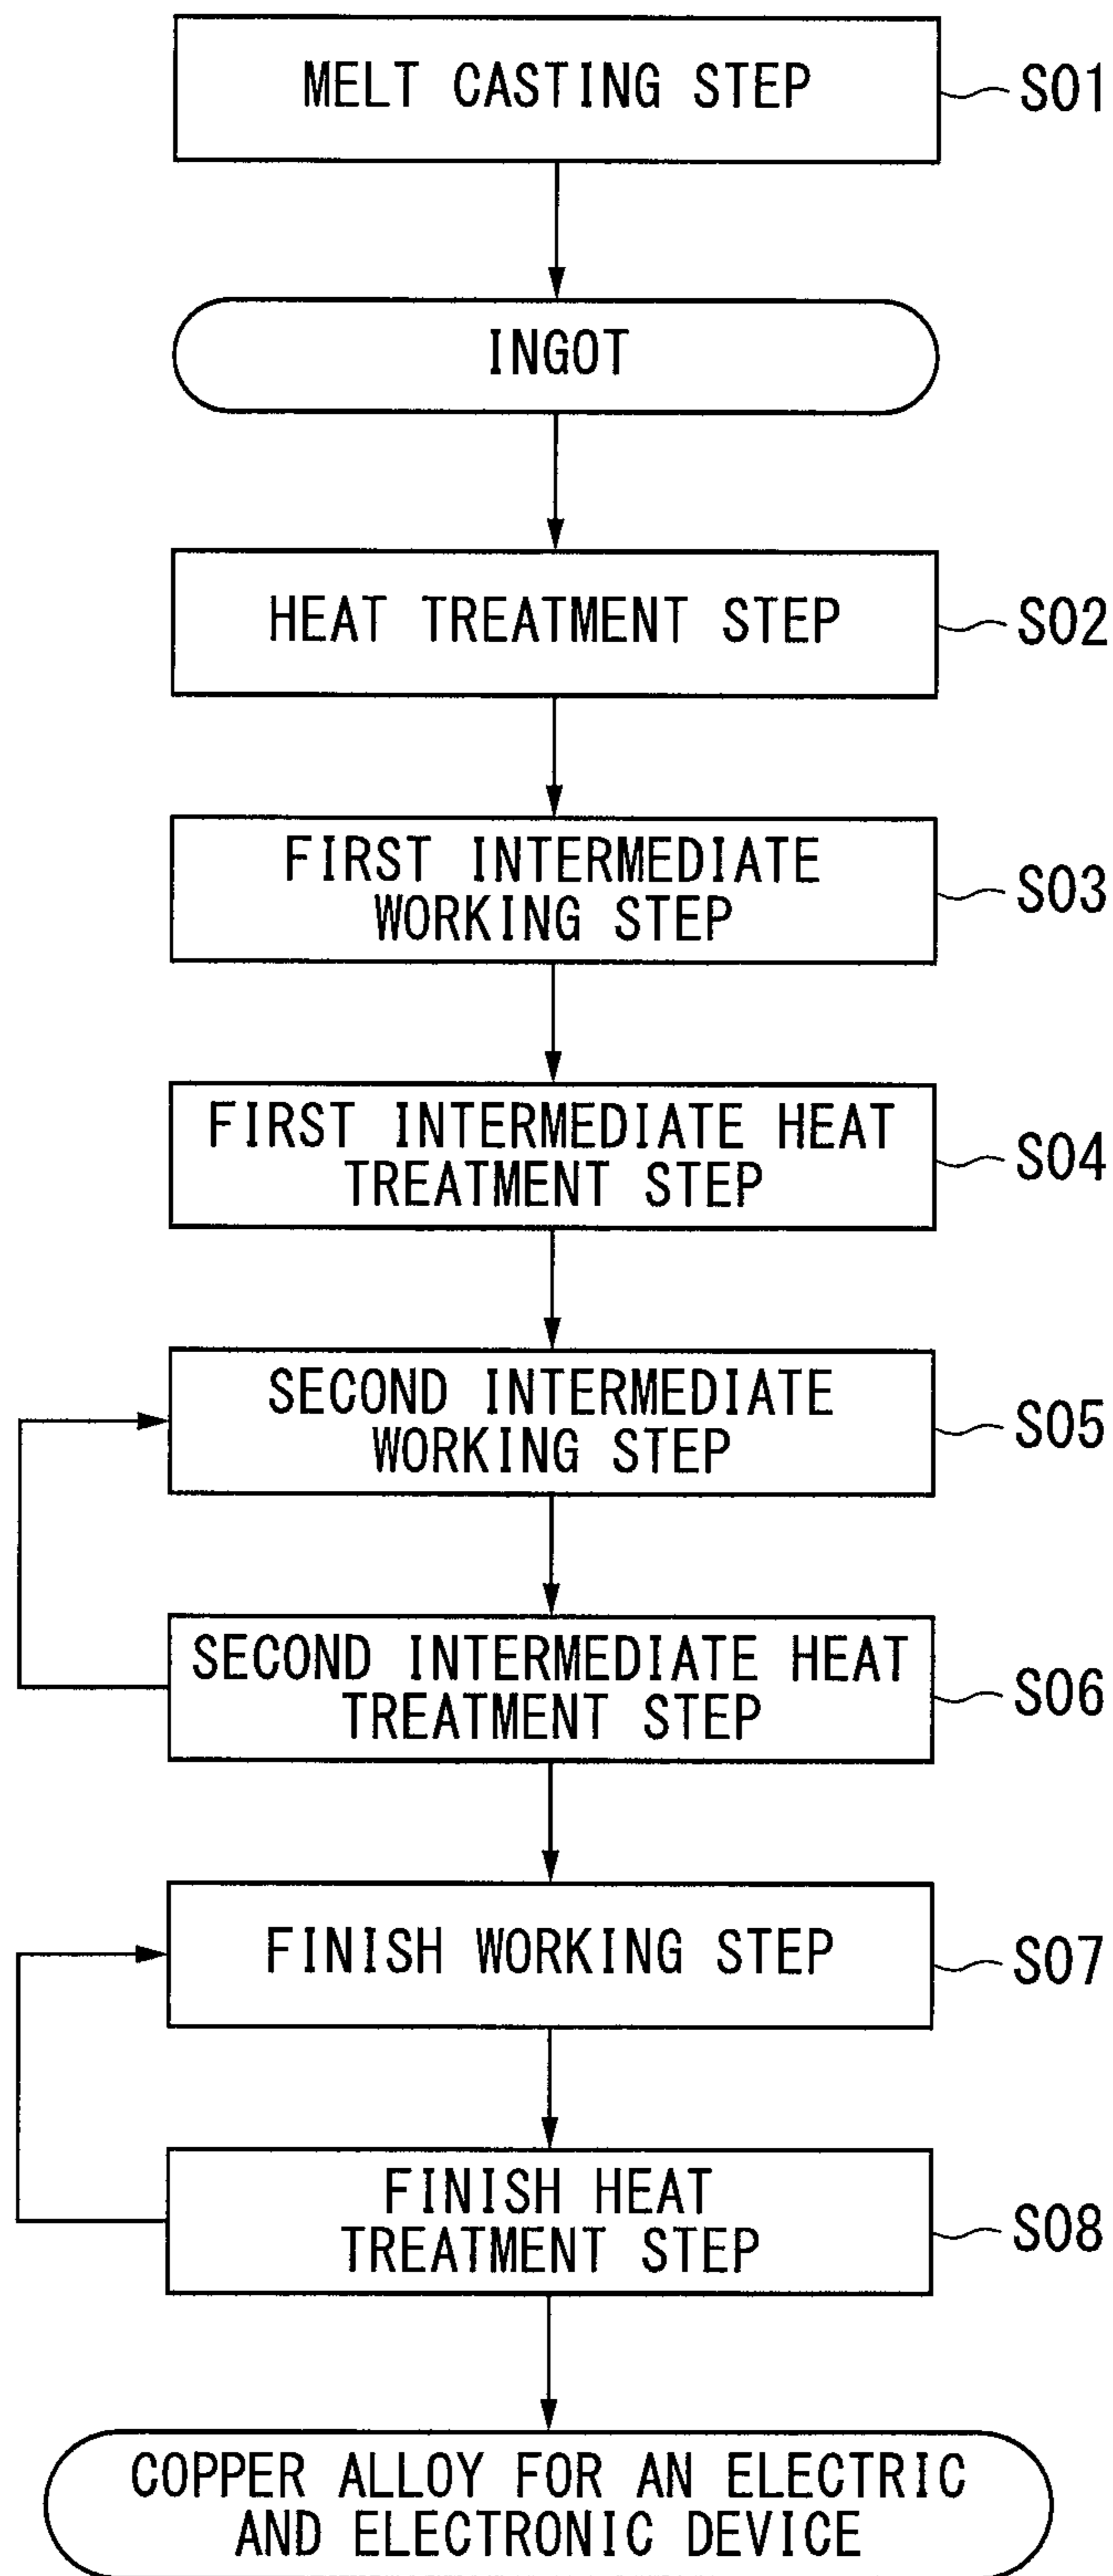 MELT CASTING STEP
S01
INGOT
HEAT TREATMENT STEP
S02
FIRST INTERMEDIATE
WORKING STEP
S03
FIRST INTERMEDIATE HEAT
TREATMENT STEP
S04
SECOND INTERMEDIATE
WORKING STEP
S05
SECOND INTERMEDIATE HEAT
TREATMENT STEP
S06
FINISH WORKING STEP
S07
FINISH HEAT
TREATMENT STEP
S08
COPPER ALLOY FOR AN ELECTRIC
AND ELECTRONIC DEVICE